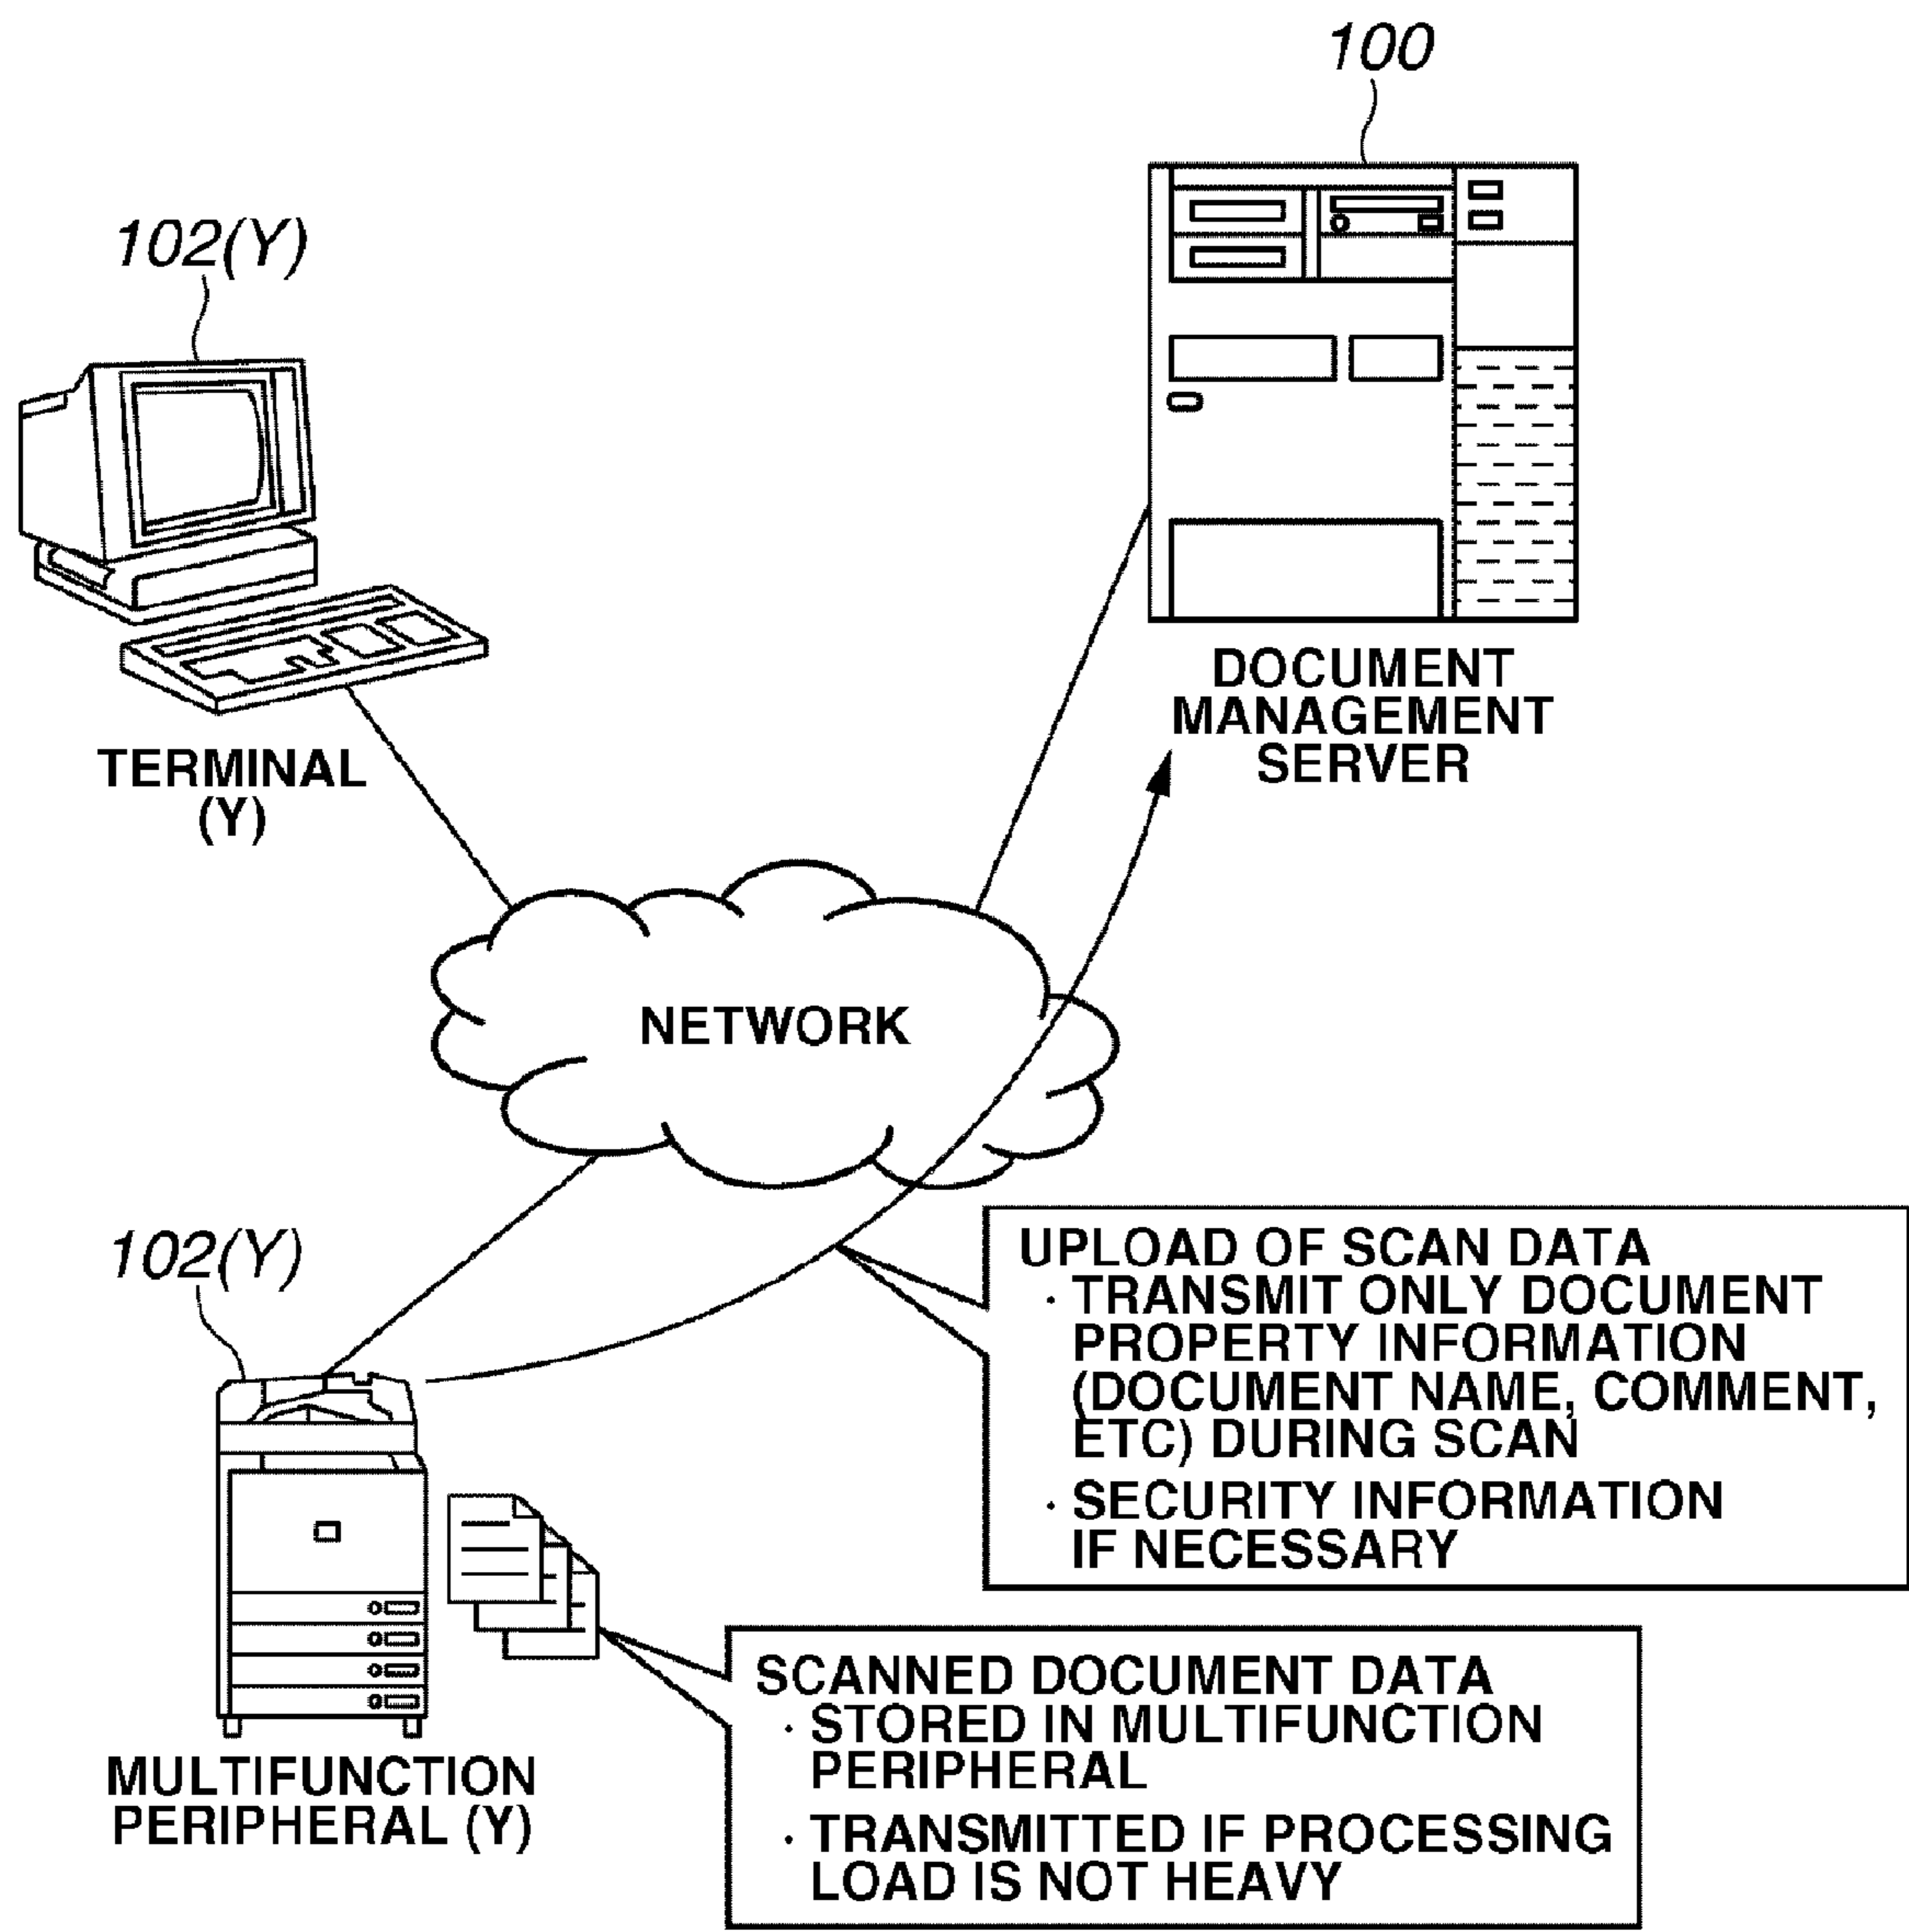 100
102(Y)
DOCUMENT
MANAGEMENT
SERVER
TERMINAL
(Y)
NETWORK
102(Y)
UPLOAD OF SCAN DATA
· TRANSMIT ONLY DOCUMENT
PROPERTY INFORMATION
(DOCUMENT NAME, COMMENT,
ETC) DURING SCAN
· SECURITY INFORMATION
IF NECESSARY
SCANNED DOCUMENT DATA
· STORED IN MULTIFUNCTION
PERIPHERAL
· TRANSMITTED IF PROCESSING
LOAD IS NOT HEAVY
MULTIFUNCTION
PERIPHERAL (Y)